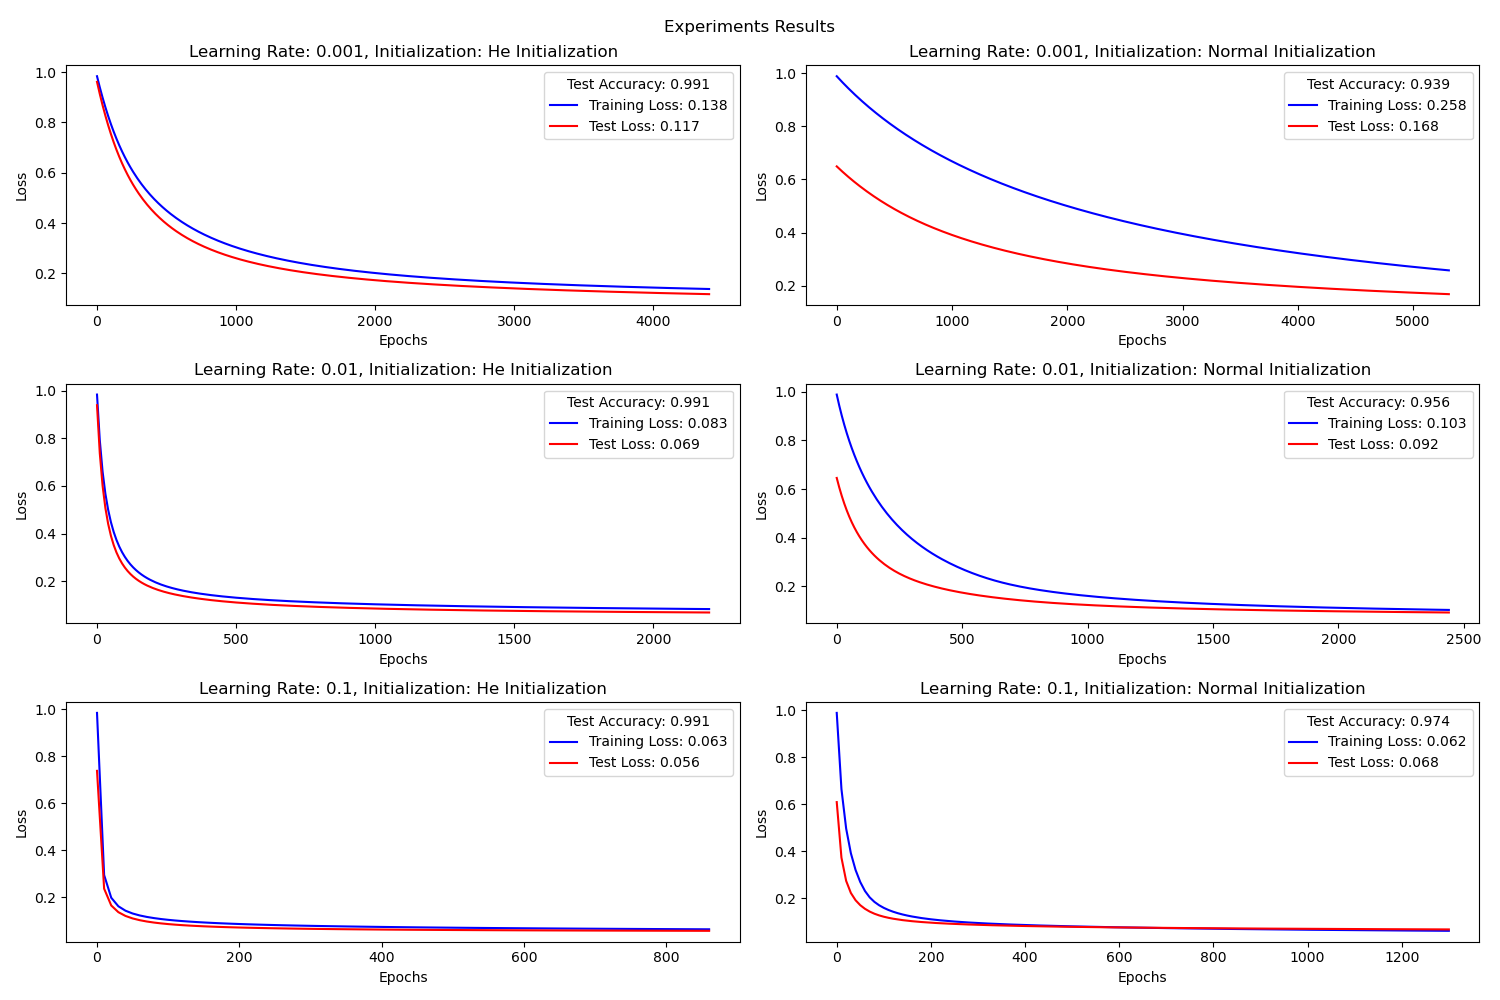 Experiments Results
Learning Rate: 0.001, Initialization: He Initialization
1.0
0.8
0.6
0.4
0.2
Loss
Test Accuracy: 0.991
Training Loss: 0.138
Test Loss: 0.117
0 1000 2000 3000 4000
Epochs
Learning Rate: 0.001, Initialization: Normal Initialization
1.0
0.8
0.6
0.4
0.2
Loss
Test Accuracy: 0.939
Training Loss: 0.258
Test Loss: 0.168
0 1000 2000 3000 4000 5000
Epochs
Learning Rate: 0.01, Initialization: He Initialization
1.0
0.8
0.6
0.4
0.2
Loss
Test Accuracy: 0.991
Training Loss: 0.083
Test Loss: 0.069
0 500 1000 1500 2000
Epochs
Learning Rate: 0.01, Initialization: Normal Initialization
1.0
0.8
0.6
0.4
0.2
Loss
Test Accuracy: 0.956
Training Loss: 0.103
Test Loss: 0.092
0 500 1000 1500 2000 2500
Epochs
Learning Rate: 0.1, Initialization: He Initialization
1.0
0.8
0.6
0.4
0.2
Loss
Test Accuracy: 0.991
Training Loss: 0.063
Test Loss: 0.056
0 200 400 600 800
Epochs
Learning Rate: 0.1, Initialization: Normal Initialization
1.0
0.8
0.6
0.4
0.2
Loss
Test Accuracy: 0.974
Training Loss: 0.062
Test Loss: 0.068
0 200 400 600 800 1000 1200
Epochs